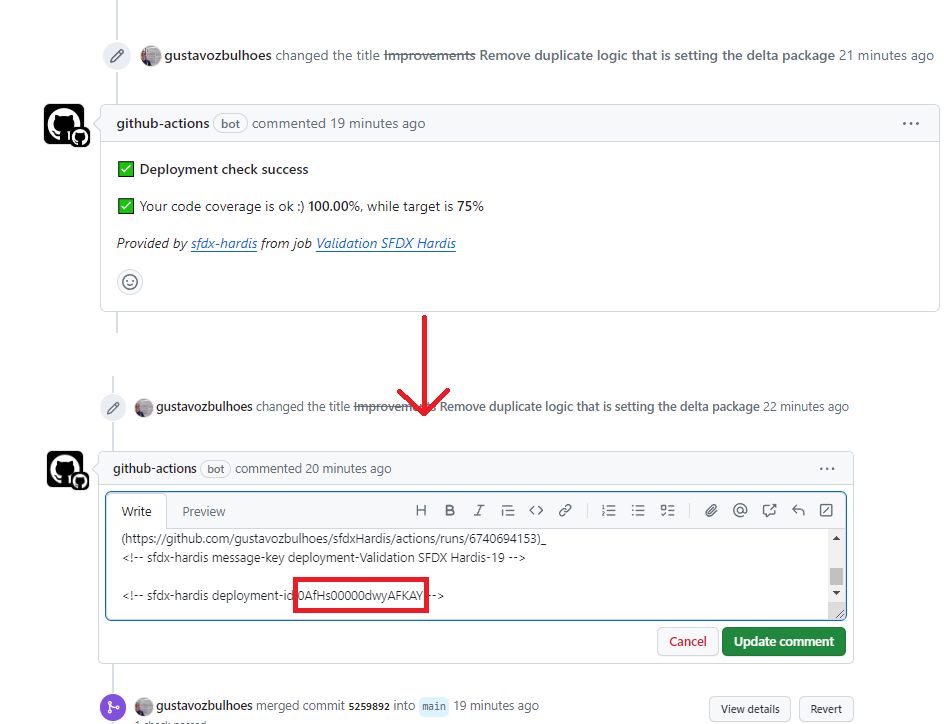 gustavozbulhoes changed the title Improvements Remove duplicate logic that is setting the delta package 21 minutes ago
github-actions bot commented 19 minutes ago
Deployment check success
Your code coverage is ok :) 100.00%, while target is 75%
Provided by sfdx-hardis from job Validation SFDX Hardis
gustavozbulhoes changed the title Improvements Remove duplicate logic that is setting the delta package 22 minutes ago
github-actions bot commented 20 minutes ago
Write Preview H B I
(https://github.com/gustavozbulhoes/sfdxHardis/actions/runs/6740694153)_
<!-- sfdx-hardis message-key deployment-Validation SFDX Hardis-19 -->
<!-- sfdx-hardis deployment-id 0AfHs00000dwyAFKAY -->
Cancel Update comment
gustavozbulhoes merged commit 5259892 into main 19 minutes ago View details Revert
1 check passed